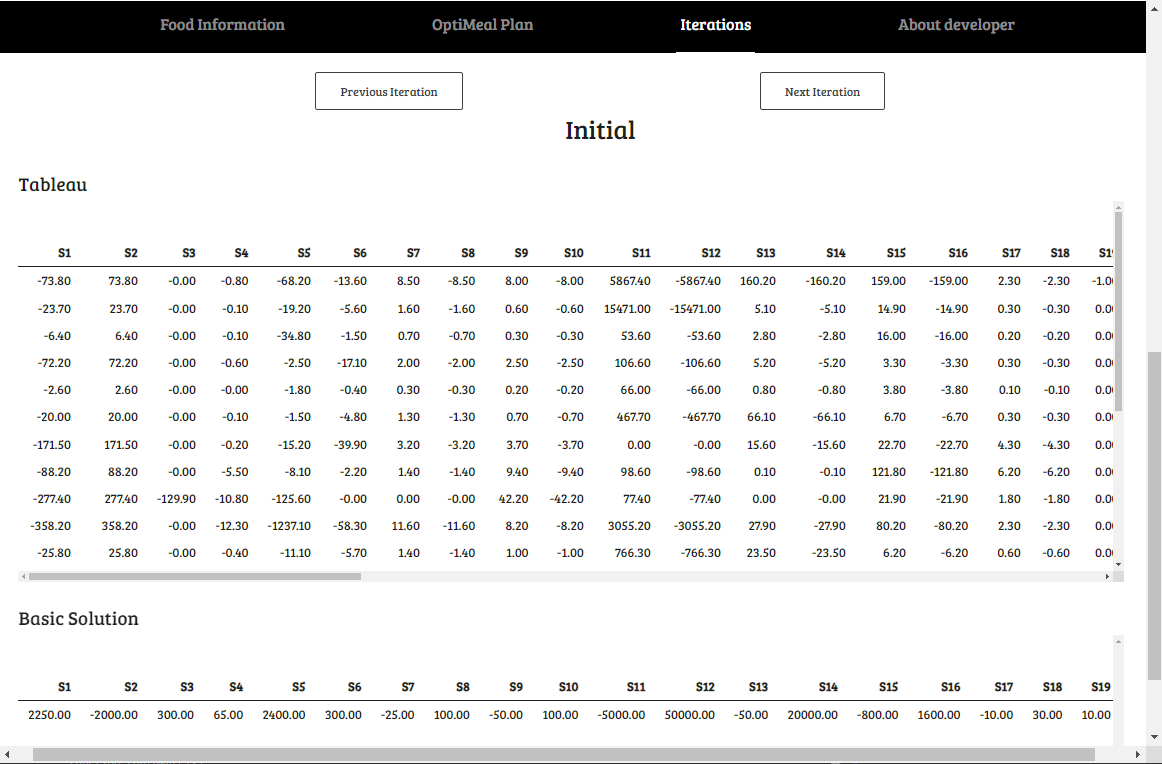 Food Information OptiMeal Plan Iterations About developer
Previous Iteration Next Iteration
Initial
Tableau
S1 S2 S3 S4 S5 S6 S7 S8 S9 S10 S11 S12 S13 S14 S15 S16 S17 S18 S19
-73.80 73.80 -0.00 -0.80 -68.20 -13.60 8.50 -8.50 8.00 -8.00 5867.40 -5867.40 160.20 -160.20 159.00 -159.00 2.30 -2.30 -1.00
-23.70 23.70 -0.00 -0.10 -19.20 -5.60 1.60 -1.60 0.60 -0.60 15471.00 -15471.00 5.10 -5.10 14.90 -14.90 0.30 -0.30 0.00
-6.40 6.40 -0.00 -0.10 -34.80 -1.50 0.70 -0.70 0.30 -0.30 53.60 -53.60 2.80 -2.80 16.00 -16.00 0.20 -0.20 0.00
-72.20 72.20 -0.00 -0.60 -2.50 -17.10 2.00 -2.00 2.50 -2.50 106.60 -106.60 5.20 -5.20 3.30 -3.30 0.30 -0.30 0.00
-2.60 2.60 -0.00 -0.00 -1.80 -0.40 0.30 -0.30 0.20 -0.20 66.00 -66.00 0.80 -0.80 3.80 -3.80 0.10 -0.10 0.00
-20.00 20.00 -0.00 -0.10 -1.50 -4.80 1.30 -1.30 0.70 -0.70 467.70 -467.70 66.10 -66.10 6.70 -6.70 0.30 -0.30 0.00
-171.50 171.50 -0.00 -0.20 -15.20 -39.90 3.20 -3.20 3.70 -3.70 0.00 -0.00 15.60 -15.60 22.70 -22.70 4.30 -4.30 0.00
-88.20 88.20 -0.00 -5.50 -8.10 -2.20 1.40 -1.40 9.40 -9.40 98.60 -98.60 0.10 -0.10 121.80 -121.80 6.20 -6.20 0.00
-277.40 277.40 -129.90 -10.80 -125.60 -0.00 0.00 -0.00 42.20 -42.20 77.40 -77.40 0.00 -0.00 21.90 -21.90 1.80 -1.80 0.00
-358.20 358.20 -0.00 -12.30 -1237.10 -58.30 11.60 -11.60 8.20 -8.20 3055.20 -3055.20 27.90 -27.90 80.20 -80.20 2.30 -2.30 0.00
-25.80 25.80 -0.00 -0.40 -11.10 -5.70 1.40 -1.40 1.00 -1.00 766.30 -766.30 23.50 -23.50 6.20 -6.20 0.60 -0.60 0.00
Basic Solution
S1 S2 S3 S4 S5 S6 S7 S8 S9 S10 S11 S12 S13 S14 S15 S16 S17 S18 S19
2250.00 -2000.00 300.00 65.00 2400.00 300.00 -25.00 100.00 -50.00 100.00 -5000.00 50000.00 -50.00 20000.00 -800.00 1600.00 -10.00 30.00 10.00